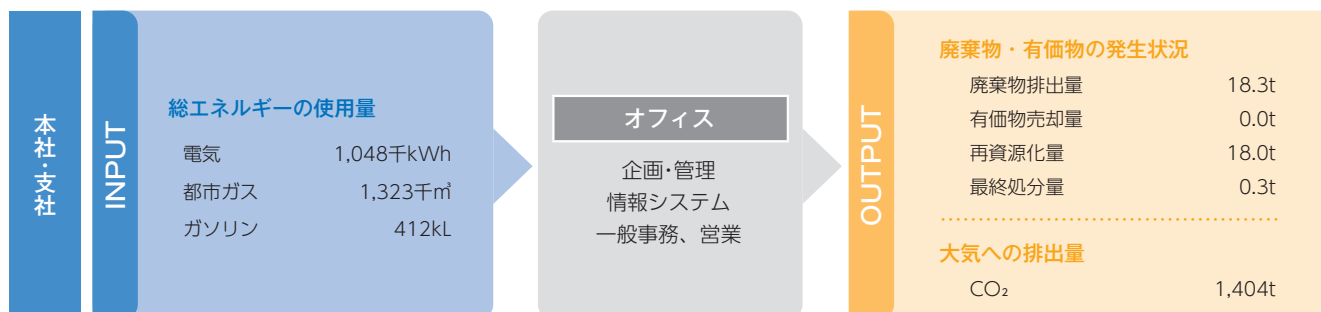 本社・支社
INPUT
総エネルギーの使用量
電気 1,048千kWh
都市ガス 1,323千㎥
ガソリン 412kL
オフィス
企画・管理
情報システム
一般事務、営業
OUTPUT
廃棄物・有価物の発生状況
廃棄物排出量 18.3t
有価物売却量 0.0t
再資源化量 18.0t
最終処分量 0.3t
大気への排出量
CO₂ 1,404t